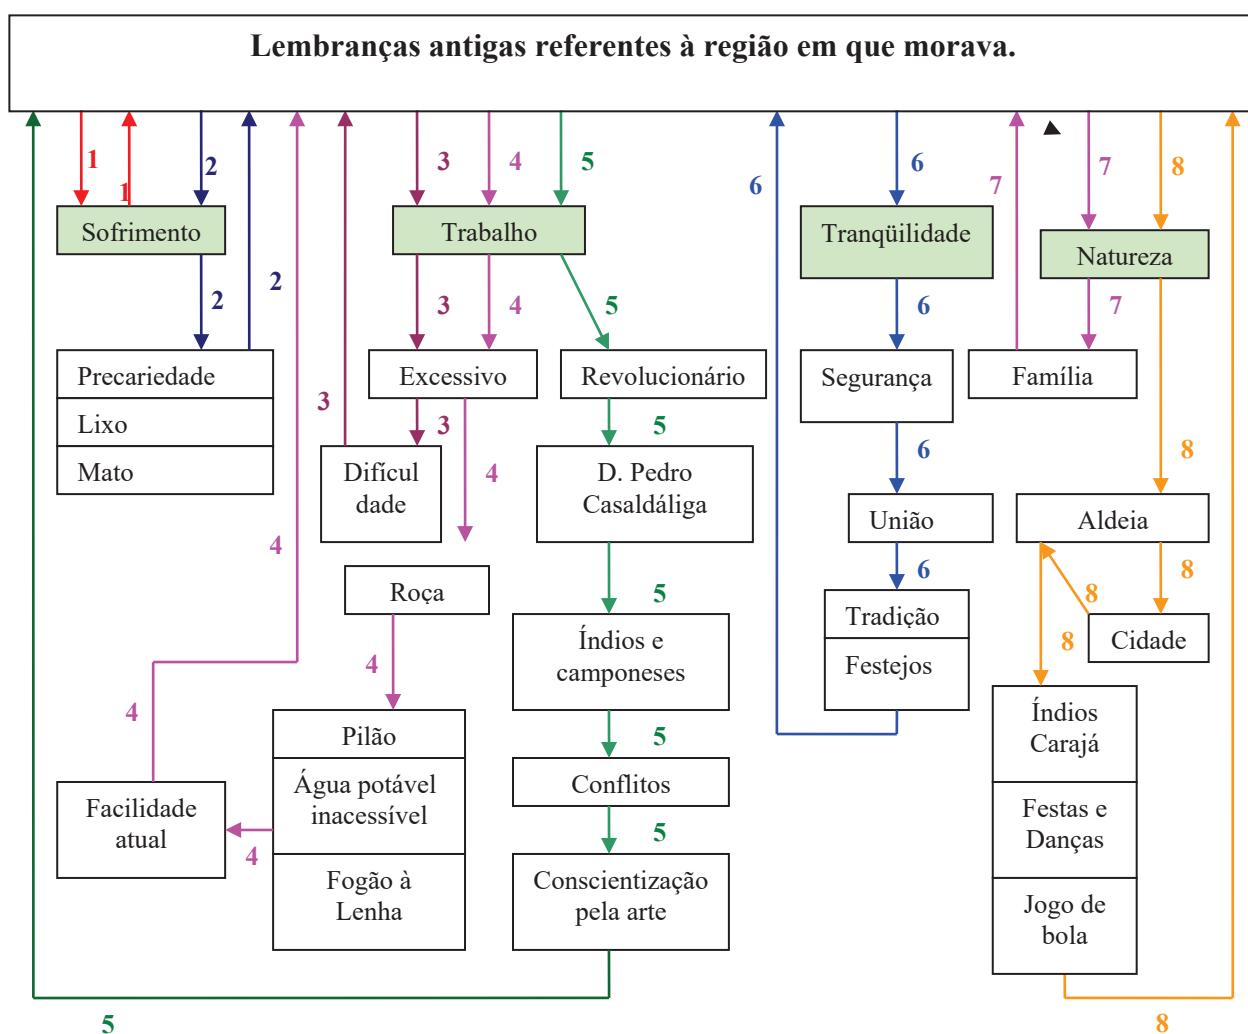 Lembranças antigas referentes à região em que morava.
1
1
2
3
4
5
6
6
7
7
8
Sofrimento
Trabalho
Tranqüilidade
Natureza
2
2
3
4
5
6
7
Precariedade
Lixo
Mato
Excessivo
Revolucionário
Segurança
Família
3
3
4
5
6
8
Difícul
dade
D. Pedro
Casaldáliga
União
Aldeia
4
5
6
8
8
8
Roça
Índios e
camponeses
Tradição
Festejos
Cidade
4
4
5
Pilão
Água potável
inacessível
Fogão à
Lenha
Facilidade
atual
4
Conflitos
5
Conscientização
pela arte
Índios
Carajá
Festas e
Danças
Jogo de
bola
5
8